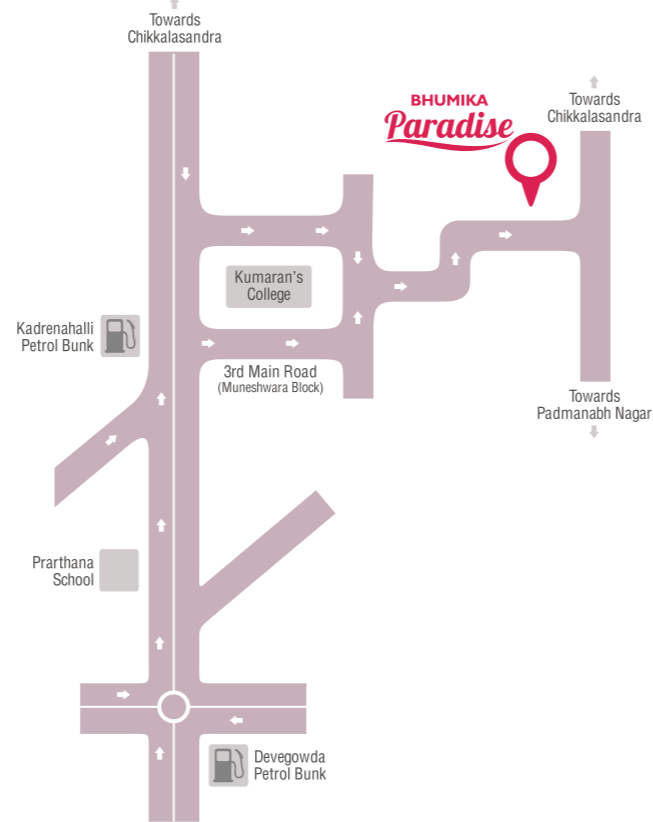 Towards
Chikkalasandra
BHUMIKA
Paradise
Towards
Chikkalasandra
Kumaran's
College
Kadrenahalli
Petrol Bunk
3rd Main Road
(Muneshwara Block)
Towards
Padmanabh Nagar
Prarthana
School
Devegowda
Petrol Bunk